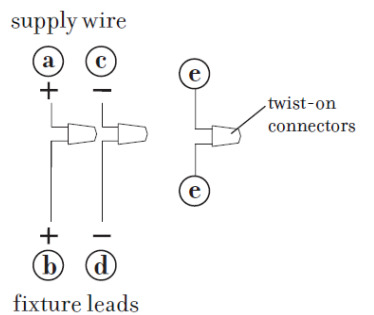 supply wire
a c
e
+ −
twist-on
connectors
e
+ −
b d
fixture leads